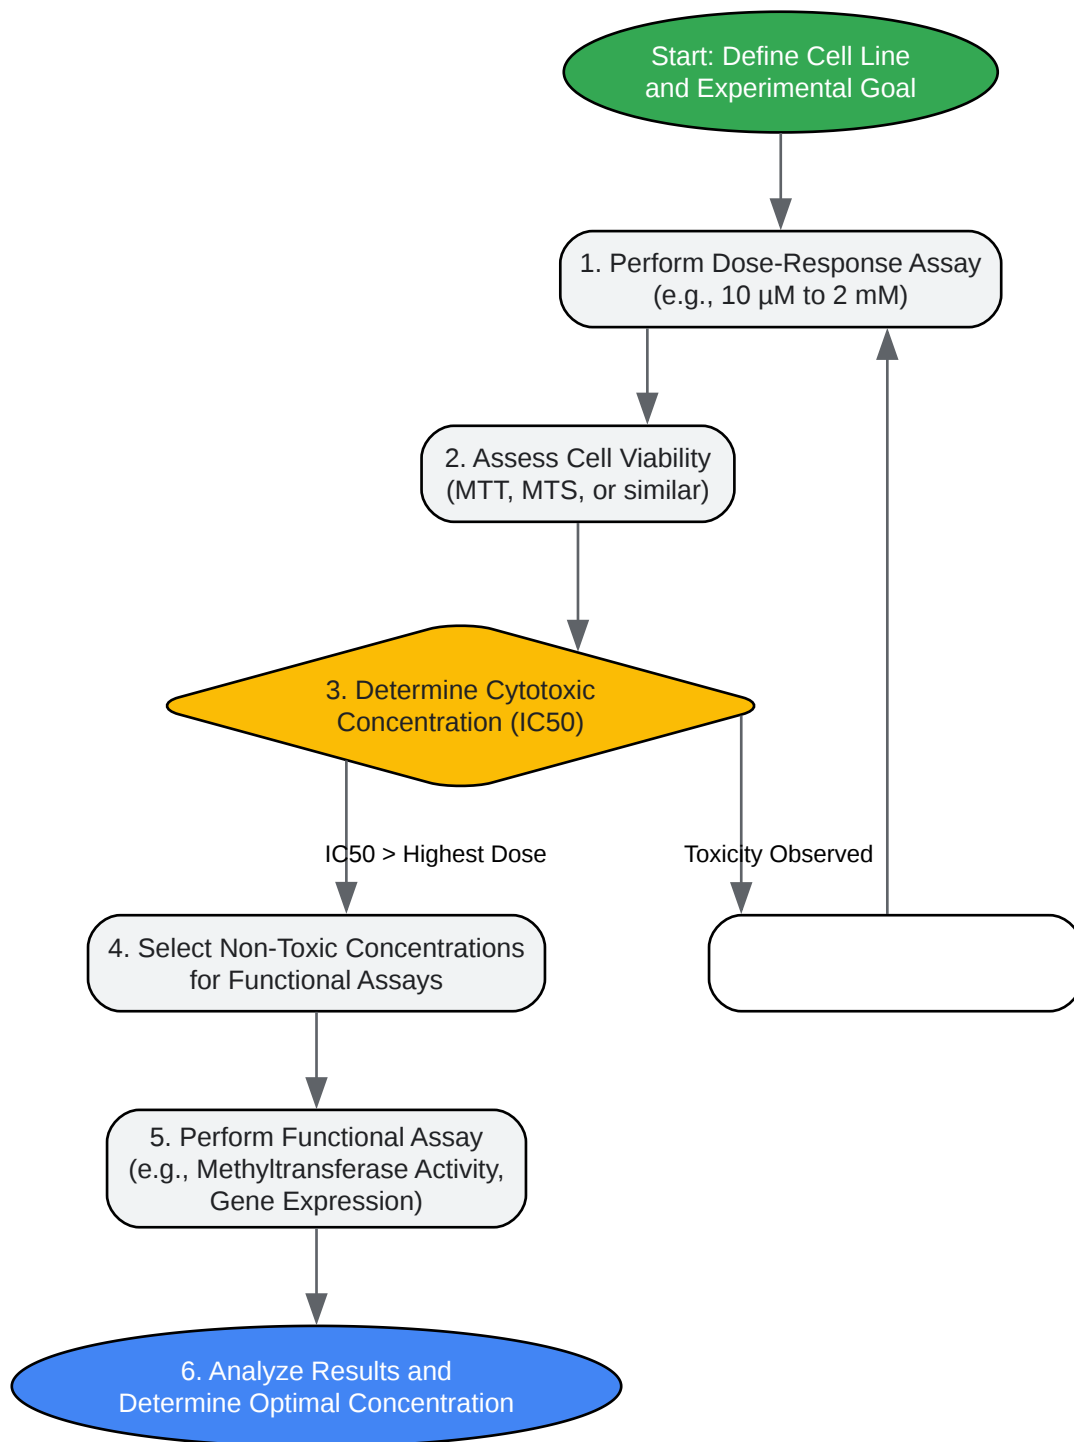 Start: Define Cell Line
and Experimental Goal
1. Perform Dose-Response Assay
(e.g., 10 µM to 2 mM)
2. Assess Cell Viability
(MTT, MTS, or similar)
3. Determine Cytotoxic
Concentration (IC50)
IC50 > Highest Dose
Toxicity Observed
4. Select Non-Toxic Concentrations
for Functional Assays
5. Perform Functional Assay
(e.g., Methyltransferase Activity,
Gene Expression)
6. Analyze Results and
Determine Optimal Concentration